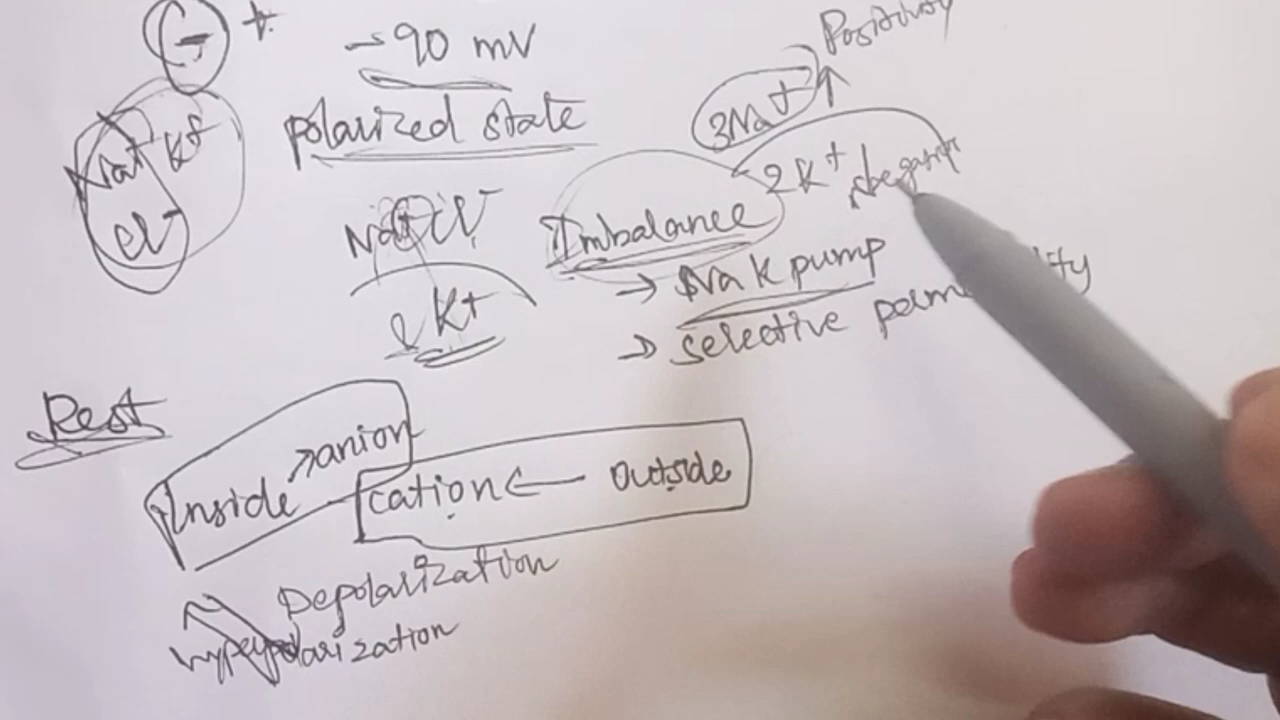 - +
-90 mV
Positivity
3Na+ ↑
polarized state
Na+ K+
2K+
Na+ Cl-
Imbalance
Cl-
→ Na K pump
K+
→ selective
Rest
→ anion
Inside
cation ← Outside
Depolarization
hyperpolarization